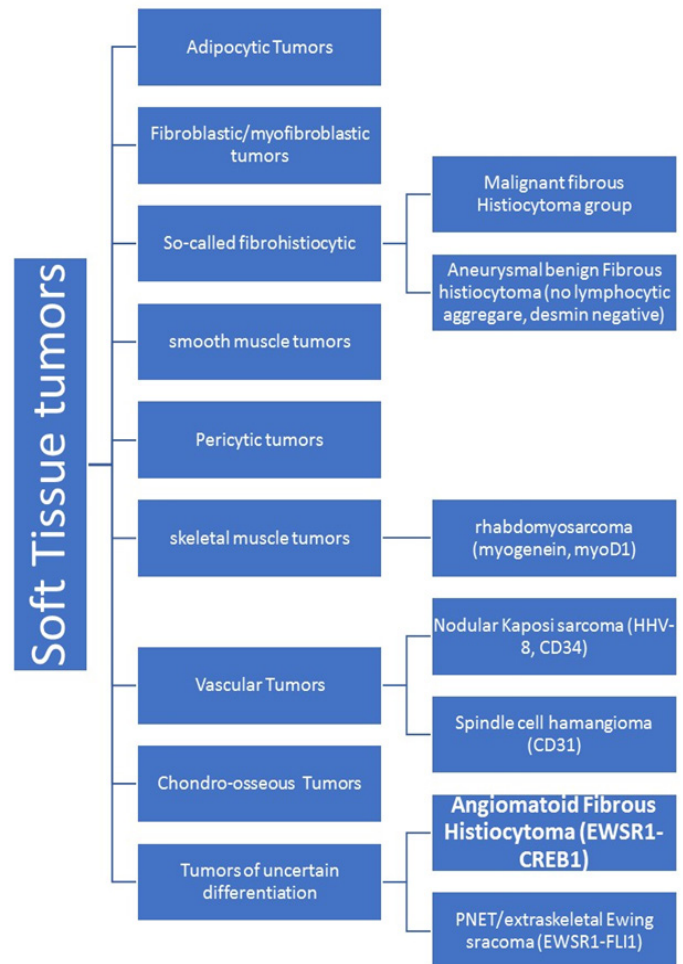 Soft Tissue tumors
Adipocytic Tumors
Fibroblastic/myofibroblastic
tumors
So-called fibrohistiocytic
Malignant fibrous
Histiocytoma group
Aneurysmal benign Fibrous
histiocytoma (no lymphocytic
aggregare, desmin negative)
smooth muscle tumors
Pericytic tumors
skeletal muscle tumors
rhabdomyosarcoma
(myogenein, myoD1)
Vascular Tumors
Nodular Kaposi sarcoma (HHV-
8, CD34)
Spindle cell hamangioma
(CD31)
Chondro-osseous Tumors
Tumors of uncertain
differentiation
Angiomatoid Fibrous
Histiocytoma (EWSR1-
CREB1)
PNET/extraskeletal Ewing
sracoma (EWSR1-FLI1)